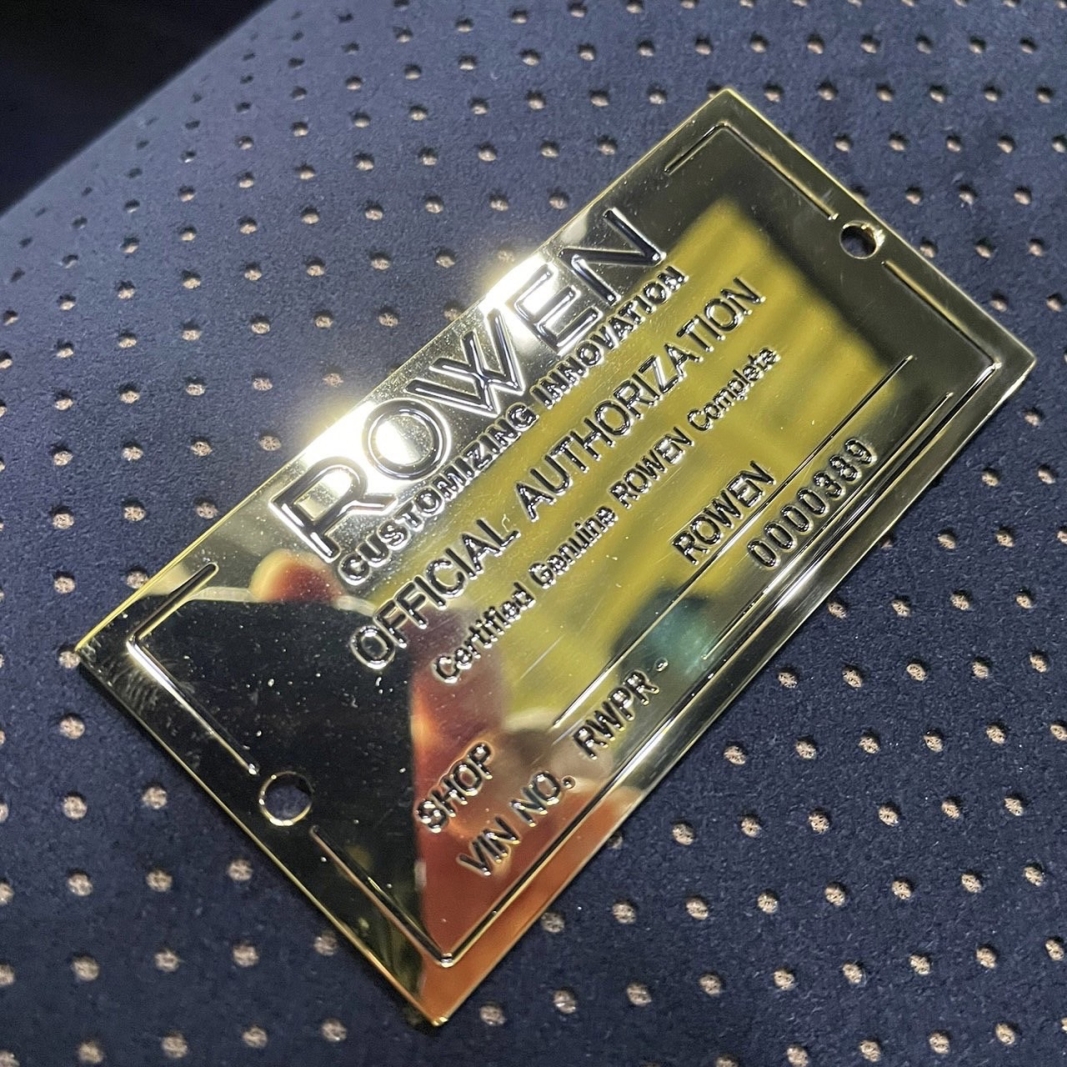 ROWEN
CUSTOMIZING INNOVATION
OFFICIAL AUTHORIZATION
Certified Genuine ROWEN Complete
SHOP ROWEN
VIN NO. RWPR - 0000389